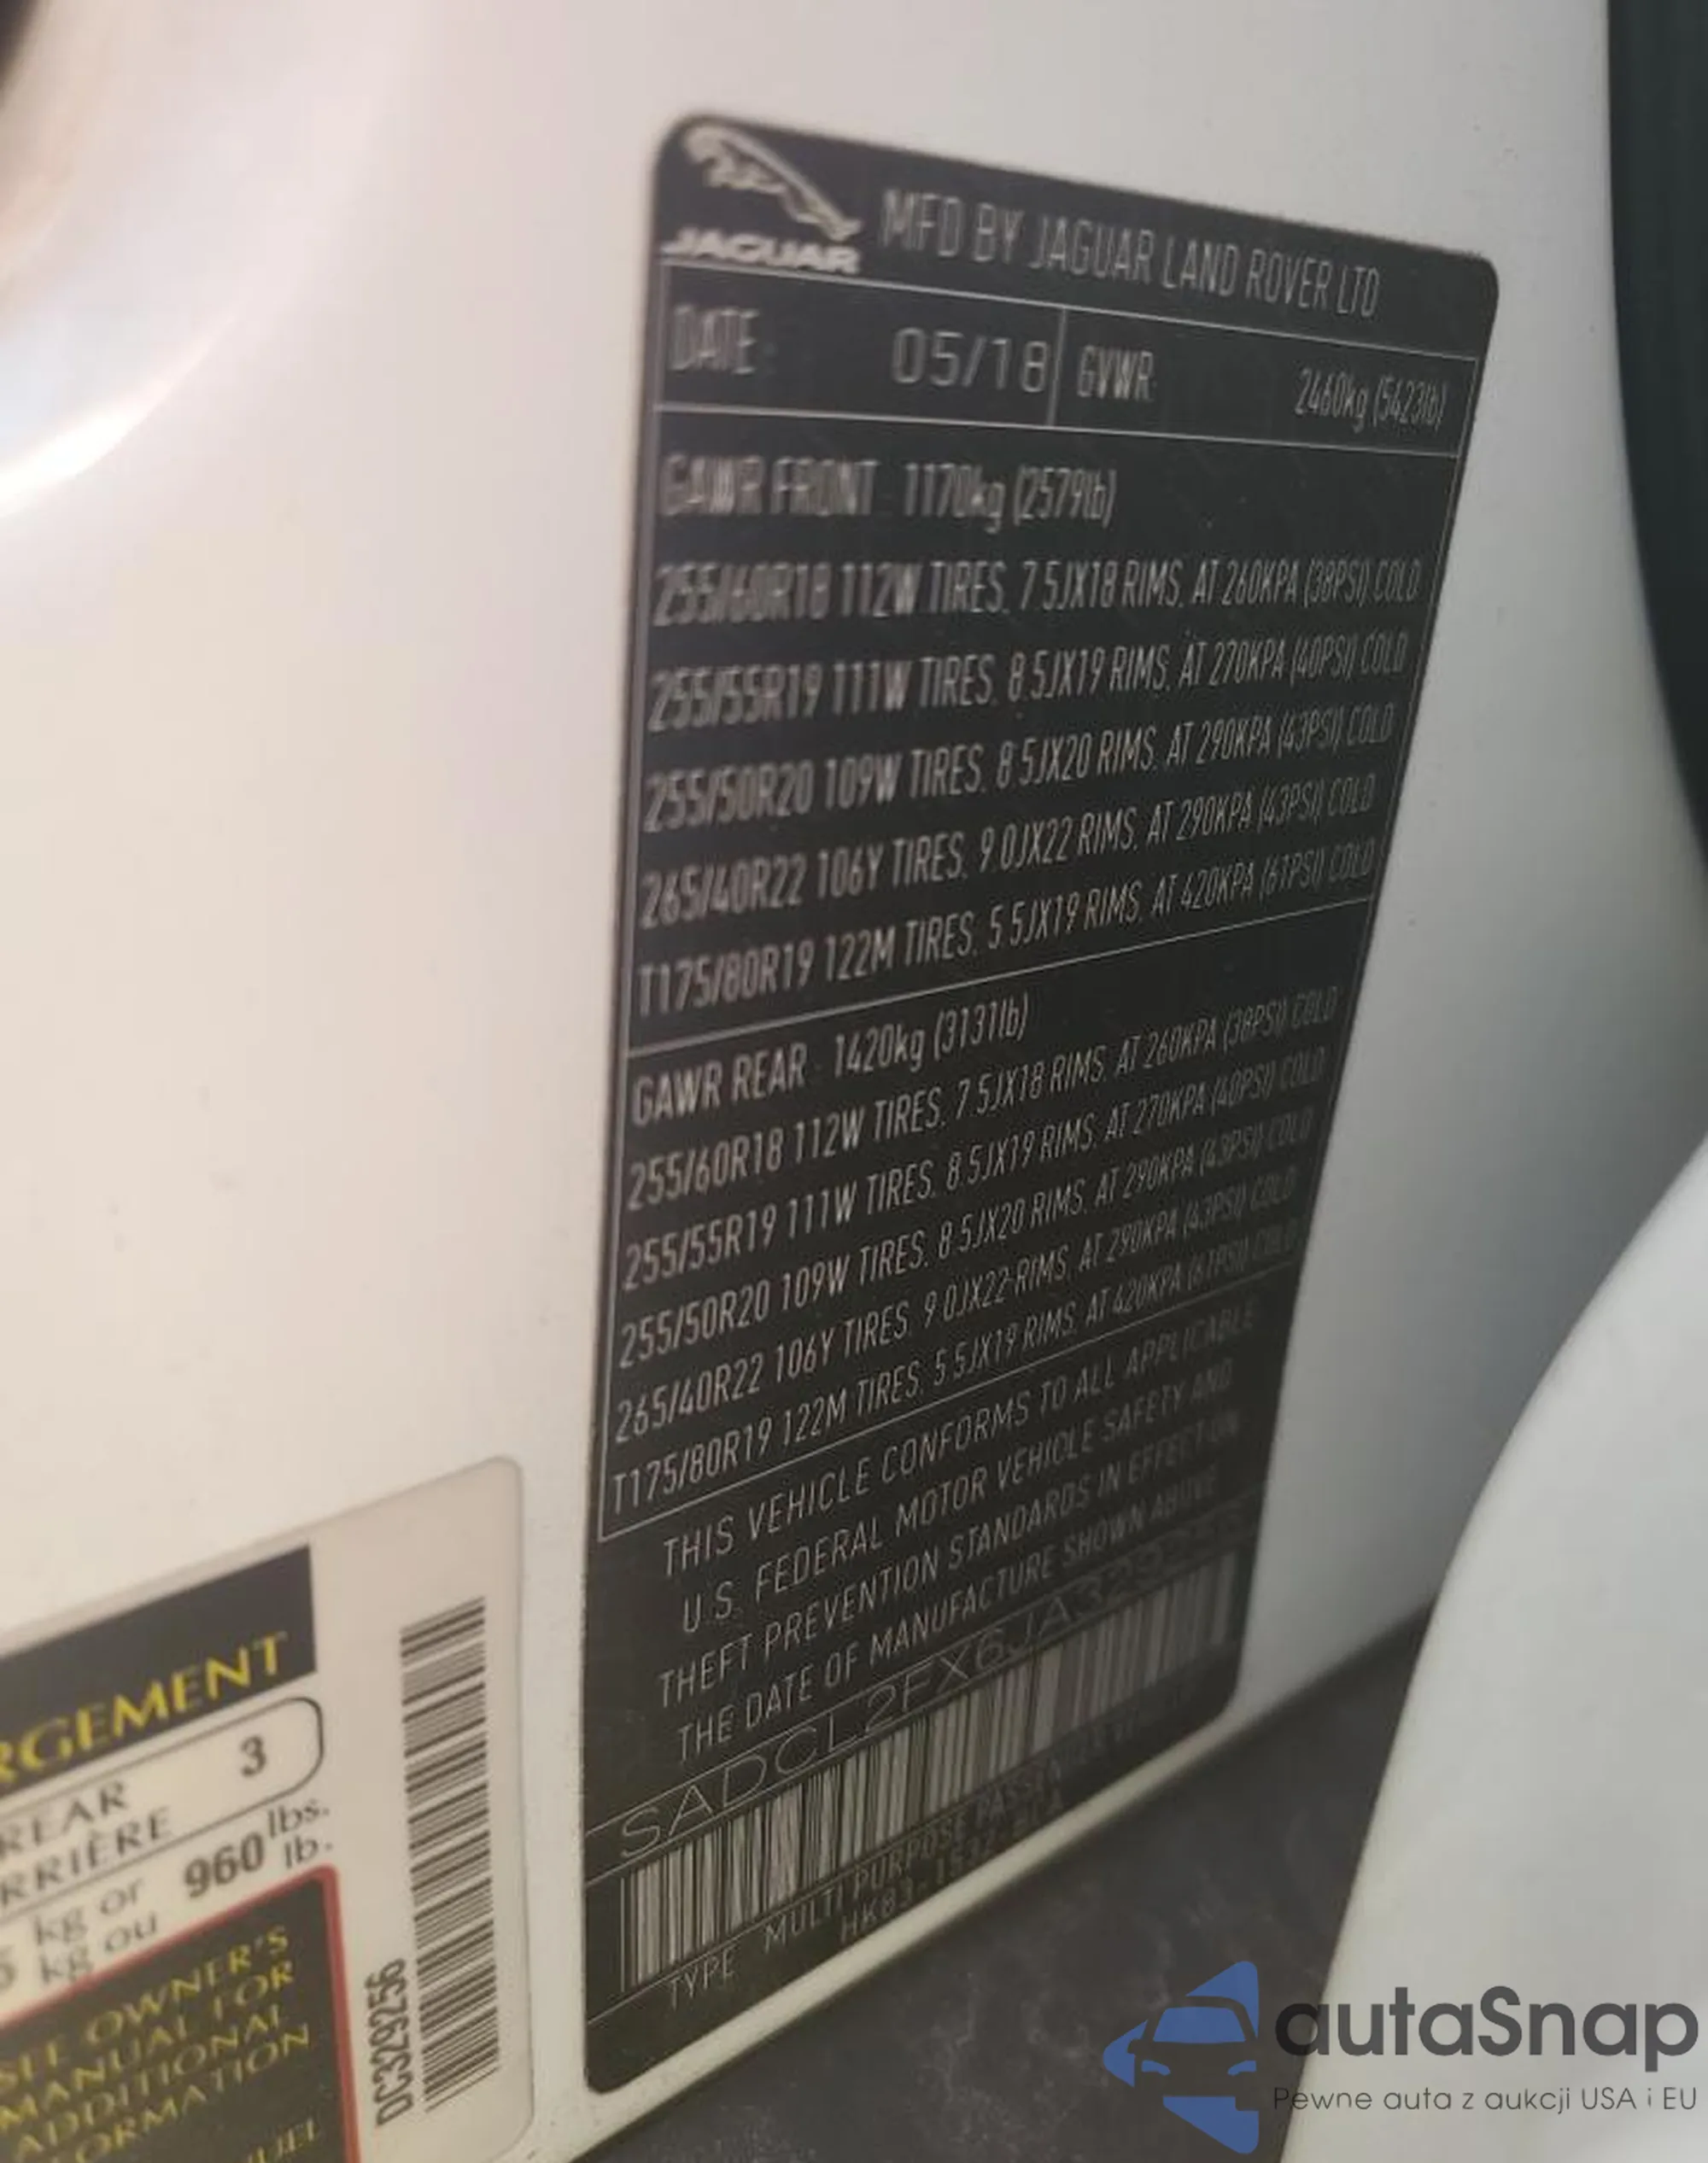 JAGUAR MFD BY JAGUAR LAND ROVER LTD
DATE: 05/18 GVWR: 2460kg (5423lb)
GAWR FRONT: 1170kg (2579lb)
255/60R18 112W TIRES, 7.5JX18 RIMS, AT 260KPA (38PSI) COLD
255/55R19 111W TIRES, 8.5JX19 RIMS, AT 270KPA (40PSI) COLD
255/50R20 109W TIRES, 8.5JX20 RIMS, AT 290KPA (43PSI) COLD
265/40R22 106Y TIRES, 9.0JX22 RIMS, AT 290KPA (43PSI) COLD
T175/80R19 122M TIRES, 5.5JX19 RIMS, AT 420KPA (61PSI) COLD
GAWR REAR: 1420kg (3131lb)
255/60R18 112W TIRES, 7.5JX18 RIMS, AT 260KPA (38PSI) COLD
255/55R19 111W TIRES, 8.5JX19 RIMS, AT 270KPA (40PSI) COLD
255/50R20 109W TIRES, 8.5JX20 RIMS, AT 290KPA (43PSI) COLD
265/40R22 106Y TIRES, 9.0JX22 RIMS, AT 290KPA (43PSI) COLD
T175/80R19 122M TIRES, 5.5JX19 RIMS, AT 420KPA (61PSI) COLD
THIS VEHICLE CONFORMS TO ALL APPLICABLE
U.S. FEDERAL MOTOR VEHICLE SAFETY AND
THEFT PREVENTION STANDARDS IN EFFECT ON
THE DATE OF MANUFACTURE SHOWN ABOVE
SADCL2FX6JA329256
TYPE MULTI PURPOSE
RGEMENT
REAR 3
RRIÈRE
kg or 960 lbs.
kg ou lb.
SEE OWNER'S
MANUAL FOR
ADDITIONAL
FORMATION
DC329256
autaSnap
Pewne auta z aukcji USA i EU